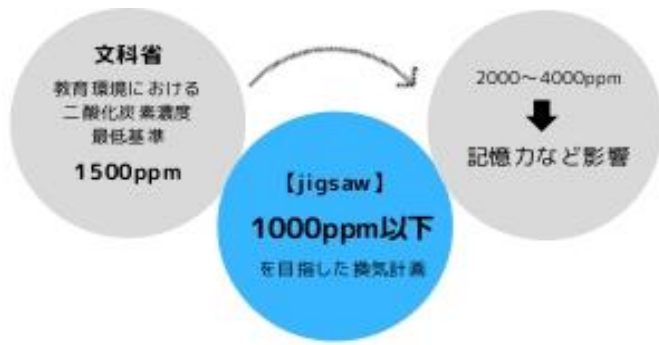 文科省
教育環境における
二酸化炭素濃度
最低基準
1500ppm
【jigsaw】
1000ppm以下
を目指した換気計画
2000〜4000ppm
記憶力など影響